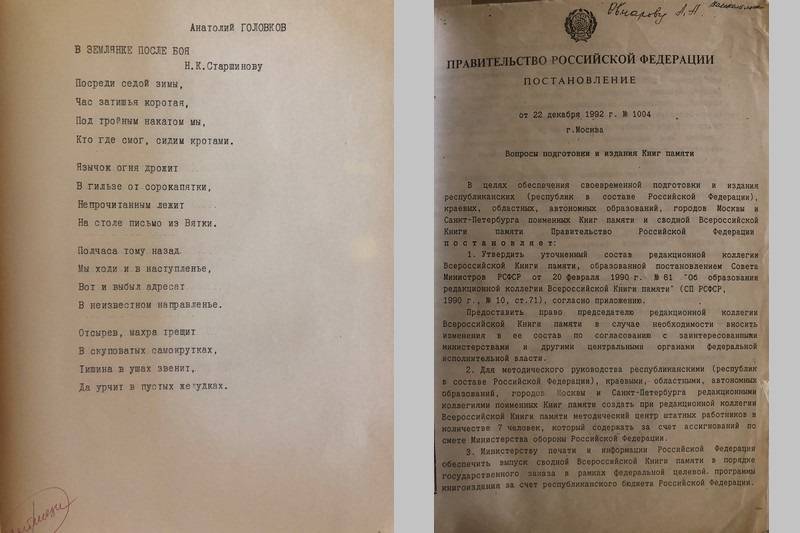 Анатолий ГОЛОВКОВ
В ЗЕМЛЯНКЕ ПОСЛЕ БОЯ
Н.К.Старшинову
Посреди седой зимы,
Час затишья короткая,
Под тройным накатом мы,
Кто где смог, сидим кротами.
Язычок огня дрожит
В гильзе от сорокапятки,
Непрочитанным лежит
На столе письмо из Вятки.
Полчаса тому назад
Мы ходи и в наступленье,
Вот и выбыл адресат
В неизвестном направленье.
Отсырев, махра трещит
В скуповатых самокрутках,
Тишина в ушах звенит,
Да урчит в пустых желудках.
Обмарову А.А.
ПРАВИТЕЛЬСТВО РОССИЙСКОЙ ФЕДЕРАЦИИ
ПОСТАНОВЛЕНИЕ
от 22 декабря 1992 г. № 1004
г.Москва
Вопросы подготовки и издания Книг памяти
В целях обеспечения своевременной подготовки и издания
республиканских (республик в составе Российской Федерации),
краевых, областных, автономных образований, городов Москвы и
Санкт-Петербурга поименных Книг памяти и сводной Всероссийской
Книги памяти Правительство Российской Федерации
постановляет:
1. Утвердить уточненный состав редакционной коллегии
Всероссийской Книги памяти, образованной постановлением Совета
Министров РСФСР от 20 февраля 1990 г. № 61 "Об образовании
редакционной коллегии Всероссийской Книги памяти" (СП РСФСР,
1990 г., № 10, ст.71), согласно приложению.
Предоставить право председателю редакционной коллегии
Всероссийской Книги памяти в случае необходимости вносить
изменения в ее состав по согласованию с заинтересованными
министерствами и другими центральными органами федеральной
исполнительной власти.
2. Для методического руководства республиканскими (республик
в составе Российской Федерации), краевыми, областными, автономных
образований, городов Москвы и Санкт-Петербурга редакционными
коллегиями поименных Книг памяти создать при редакционной коллегии
Всероссийской Книги памяти методический центр штатных работников в
количестве 7 человек, который содержать за счет ассигнований по
смете Министерства обороны Российской Федерации.
3. Министерству печати и информации Российской Федерации
обеспечить выпуск сводной Всероссийской Книги памяти в порядке
государственного заказа в рамках федеральной целевой программы
книгоиздания за счет республиканского бюджета Российской Федерации.